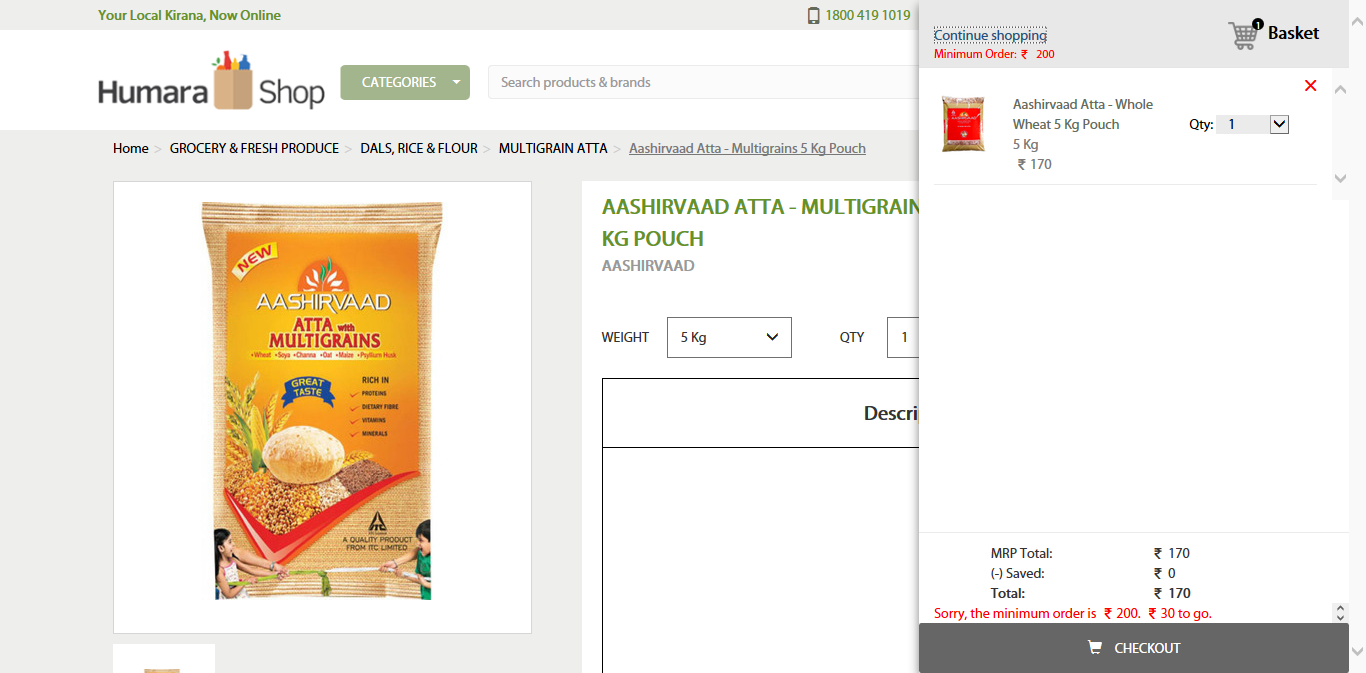 Your Local Kirana, Now Online
1800 419 1019
Continue shopping
Minimum Order: ₹ 200
1
Basket
Humara Shop
CATEGORIES
Search products & brands
Aashirvaad Atta - Whole
Wheat 5 Kg Pouch
5 Kg
₹ 170
Qty: 1
Home > GROCERY & FRESH PRODUCE > DALS, RICE & FLOUR > MULTIGRAIN ATTA > Aashirvaad Atta - Multigrains 5 Kg Pouch
NEW
AASHIRVAAD
ATTA with
MULTIGRAINS
•Wheat •Soya •Channa •Oat •Maize •Psyllium Husk
GREAT
TASTE
RICH IN
PROTEINS
DIETARY FIBRE
VITAMINS
MINERALS
ITC
A QUALITY PRODUCT
FROM ITC LIMITED
AASHIRVAAD ATTA - MULTIGRAIN
KG POUCH
AASHIRVAAD
WEIGHT 5 Kg QTY 1
Descri
MRP Total: ₹ 170
(-) Saved: ₹ 0
Total: ₹ 170
Sorry, the minimum order is ₹ 200. ₹ 30 to go.
CHECKOUT